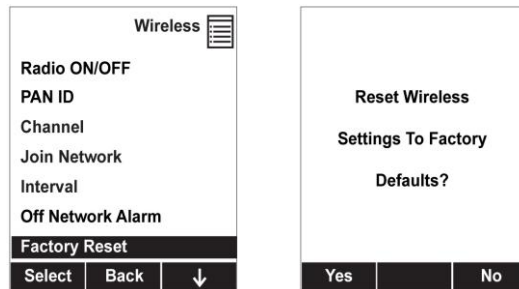 Wireless
Radio ON/OFF
PAN ID
Channel
Join Network
Interval
Off Network Alarm
Factory Reset
Select Back ↓
Reset Wireless
Settings To Factory
Defaults?
Yes No